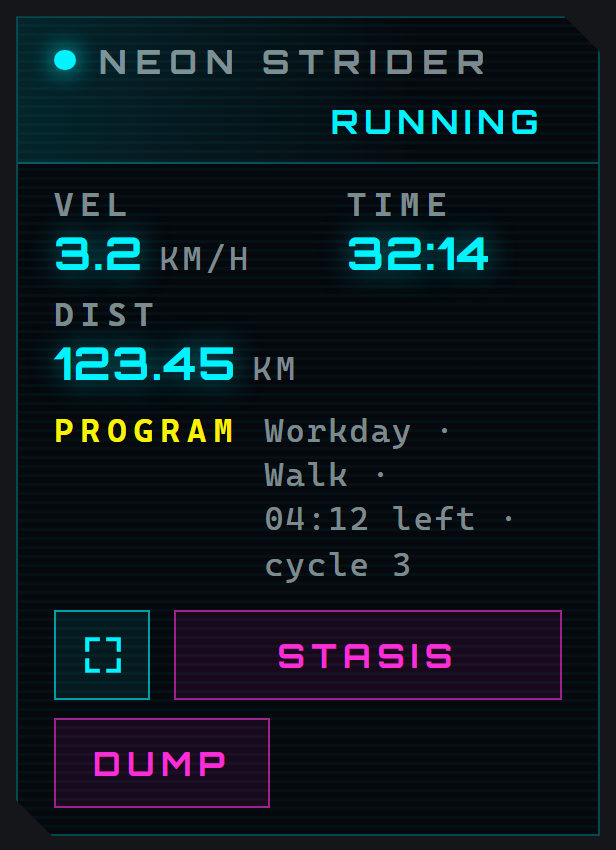 NEON STRIDER
RUNNING
VEL
3.2 KM/H
TIME
32:14
DIST
123.45 KM
PROGRAM
Workday ·
Walk ·
04:12 left ·
cycle 3
STASIS
DUMP